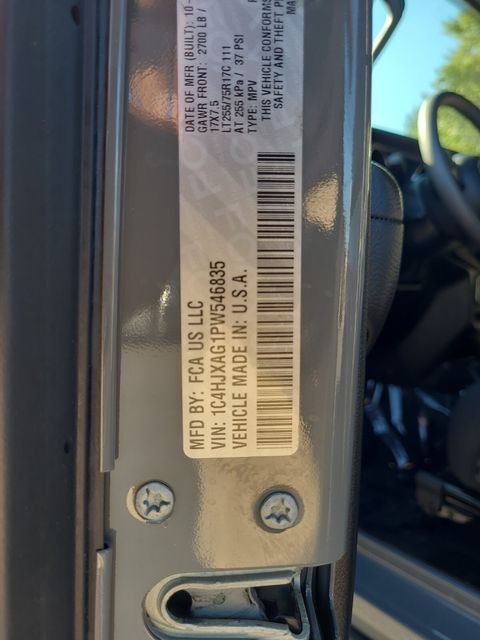 MFD BY: FCA US LLC
DATE OF MFR (BUILT): 10-
GAWR FRONT: 2700 LB /
17X7.5
LT255/75R17C 111
AT 255 kPa / 37 PSI
TYPE: MPV
THIS VEHICLE CONFORMS
SAFETY AND THEFT P
VIN: 1C4HJXAG1PW546835
VEHICLE MADE IN: U.S.A.